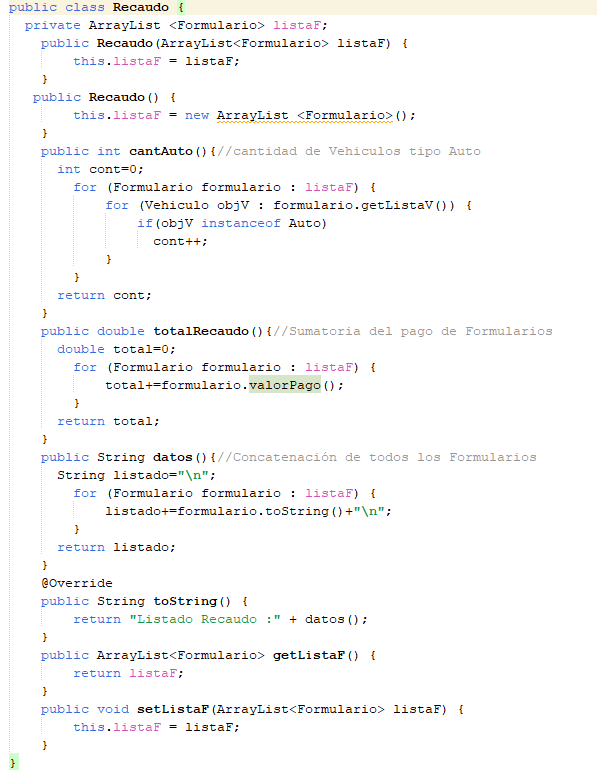 public class Recaudo {
private ArrayList <Formulario> listaF;
public Recaudo(ArrayList<Formulario> listaF) {
this.listaF = listaF;
}
public Recaudo() {
this.listaF = new ArrayList <Formulario>();
}
public int cantAuto(){//cantidad de Vehiculos tipo Auto
int cont=0;
for (Formulario formulario : listaF) {
for (Vehiculo objV : formulario.getListaV()) {
if(objV instanceof Auto)
cont++;
}
}
return cont;
}
public double totalRecaudo(){//Sumatoria del pago de Formularios
double total=0;
for (Formulario formulario : listaF) {
total+=formulario.valorPago();
}
return total;
}
public String datos(){//Concatenación de todos los Formularios
String listado="\n";
for (Formulario formulario : listaF) {
listado+=formulario.toString()+"\n";
}
return listado;
}
@Override
public String toString() {
return "Listado Recaudo :" + datos();
}
public ArrayList<Formulario> getListaF() {
return listaF;
}
public void setListaF(ArrayList<Formulario> listaF) {
this.listaF = listaF;
}
}